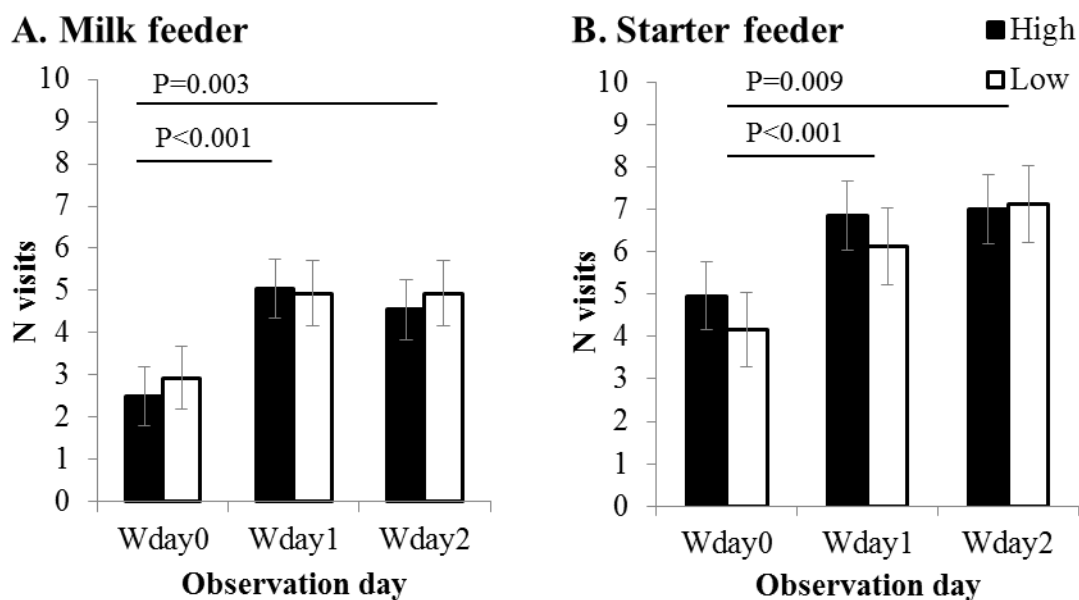 A. Milk feeder
10
9
8
7
6
5
4
3
2
1
0
N visits
P=0.003
P<0.001
Wday0 Wday1 Wday2
Observation day
B. Starter feeder
High
Low
10
9
8
7
6
5
4
3
2
1
0
N visits
P=0.009
P<0.001
Wday0 Wday1 Wday2
Observation day